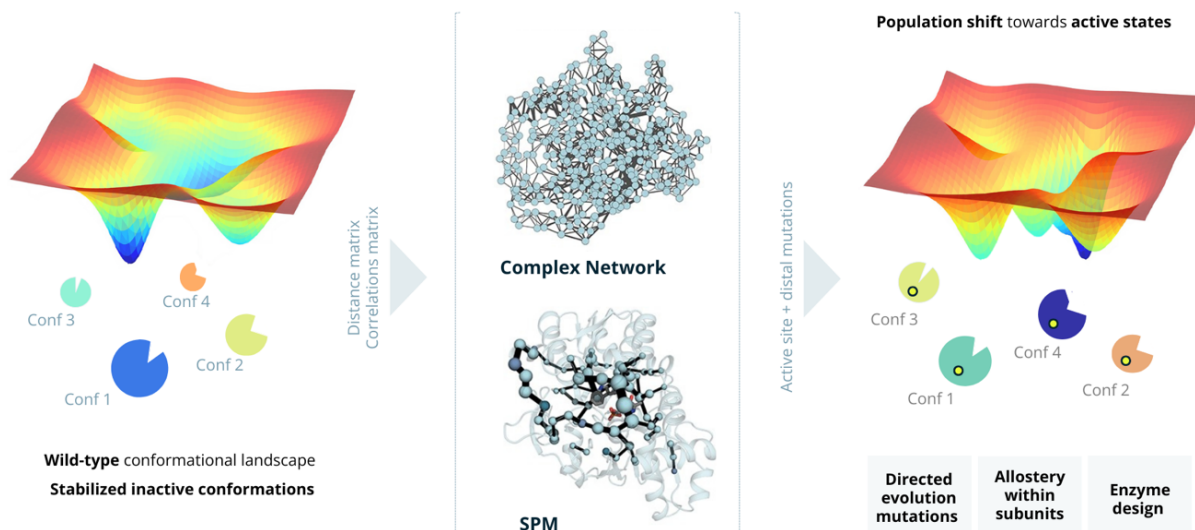 Conf 3
Conf 4
Conf 2
Conf 1
Wild-type conformational landscape
Stabilized inactive conformations
Distance matrix
Correlations matrix
Complex Network
SPM
Active site + distal mutations
Population shift towards active states
Conf 3
Conf 4
Conf 1
Conf 2
Directed
evolution
mutations
Allostery
within
subunits
Enzyme
design